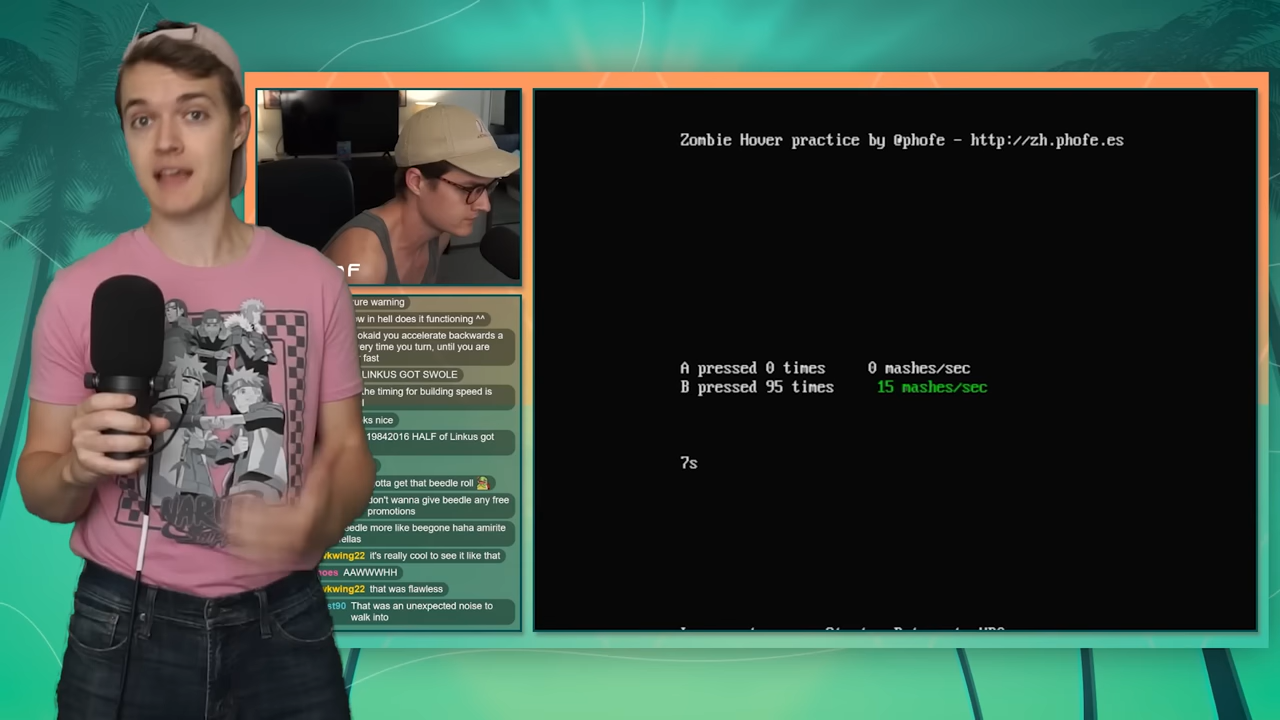 Zombie Hover practice by @phofe - http://zh.phofe.es
A pressed 0 times 0 mashes/sec
B pressed 95 times 15 mashes/sec
7s
F
ure warning
w in hell does it functioning ^^
okaid you accelerate backwards a
very time you turn, until you are
fast
LINKUS GOT SWOLE
the timing for building speed is
ks nice
19842016 HALF of Linkus got
otta get that beedle roll
don't wanna give beedle any free
promotions
eedle more like beegone haha amirite
ellas
wkwing22 it's really cool to see it like that
hoes AAWWWHH
wkwing22 that was flawless
st90 That was an unexpected noise to
walk into